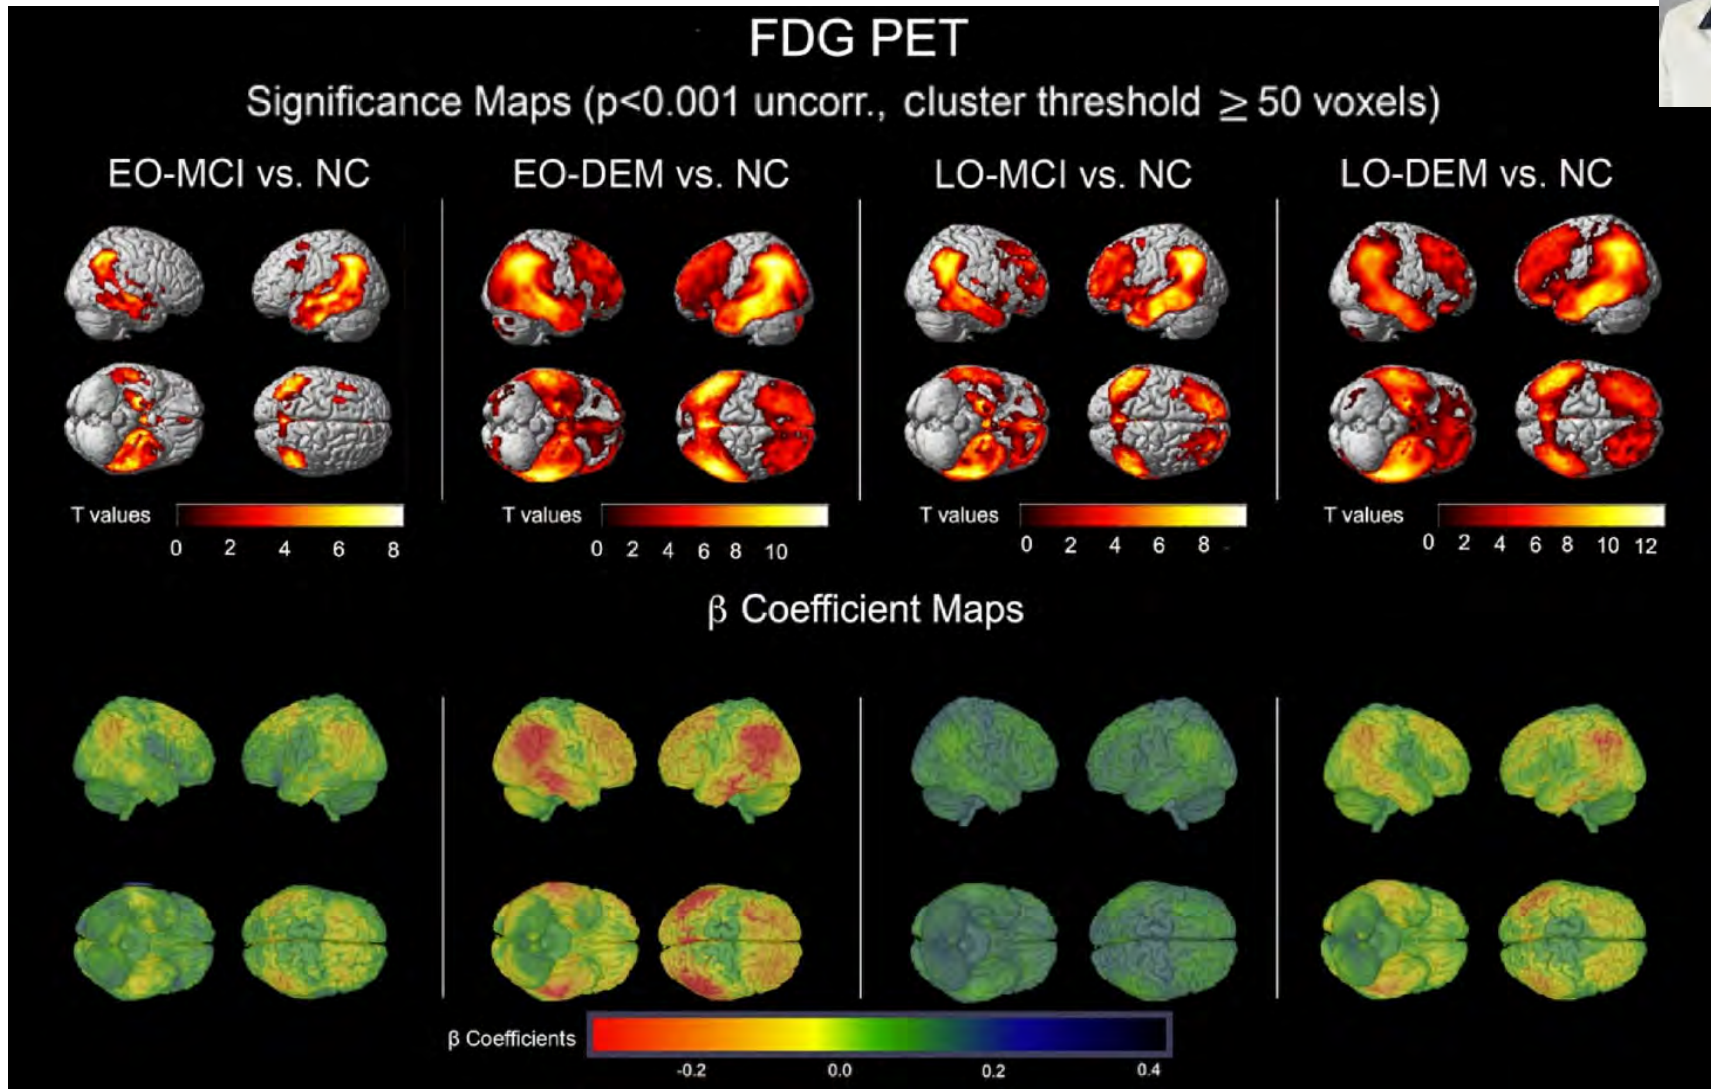 FDG PET
Significance Maps (p<0.001 uncorr., cluster threshold ≥ 50 voxels)
EO-MCI vs. NC
EO-DEM vs. NC
LO-MCI vs. NC
LO-DEM vs. NC
T values
0 2 4 6 8
T values
0 2 4 6 8 10
T values
0 2 4 6 8
T values
0 2 4 6 8 10 12
β Coefficient Maps
β Coefficients
-0.2 0.0 0.2 0.4